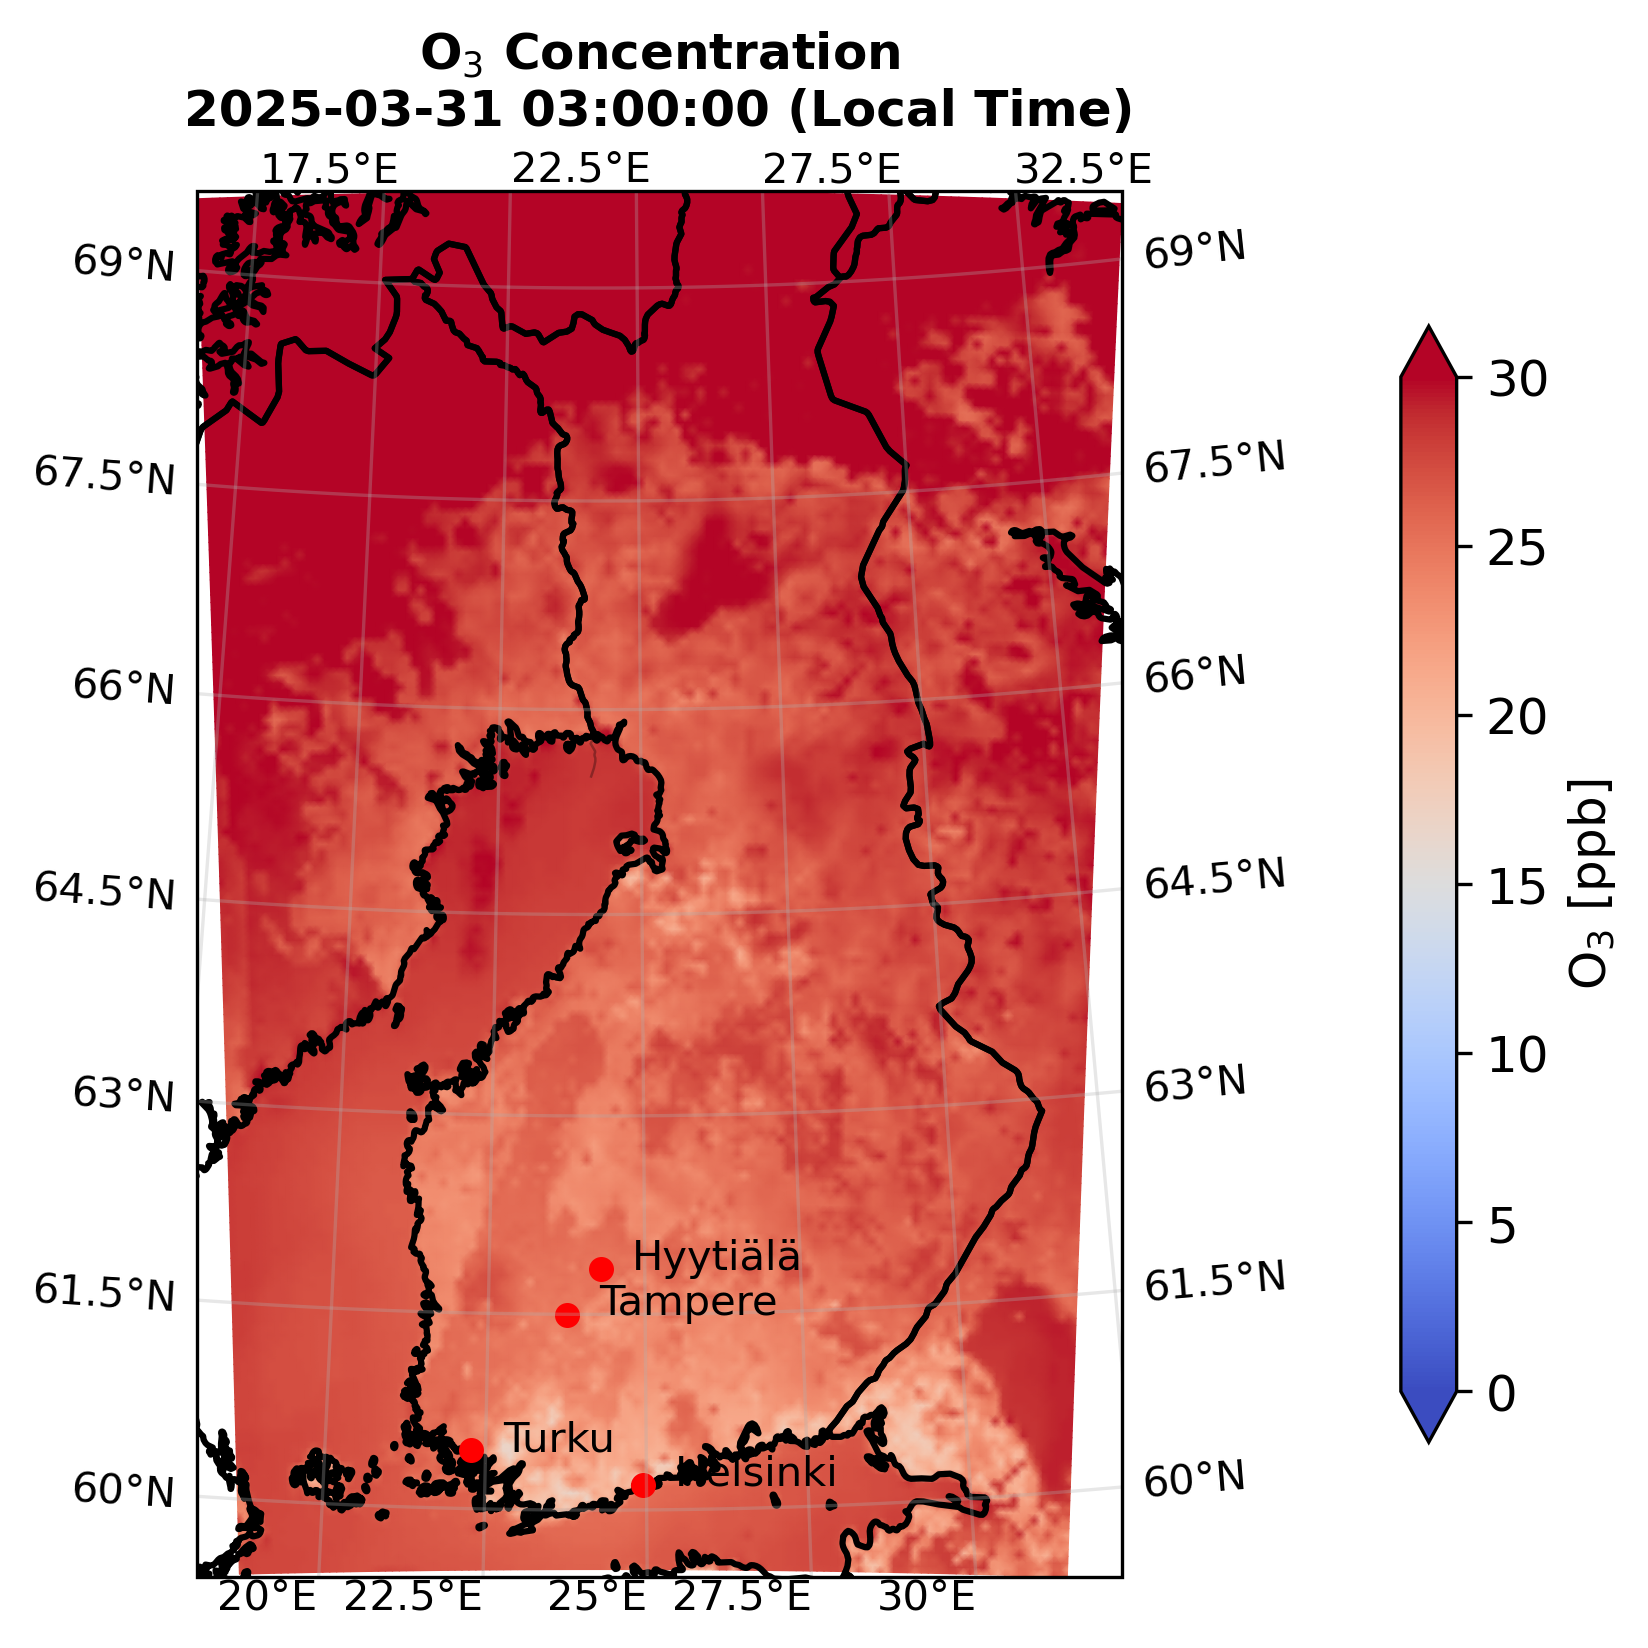 O₃ Concentration
2025-03-31 03:00:00 (Local Time)
17.5°E 22.5°E 27.5°E 32.5°E
69°N 69°N
67.5°N 67.5°N
66°N 66°N
64.5°N 64.5°N
63°N 63°N
61.5°N 61.5°N
60°N 60°N
Hyytiälä
Tampere
Turku
Helsinki
20°E 22.5°E 25°E 27.5°E 30°E
30
25
20
15
10
5
0
O₃ [ppb]